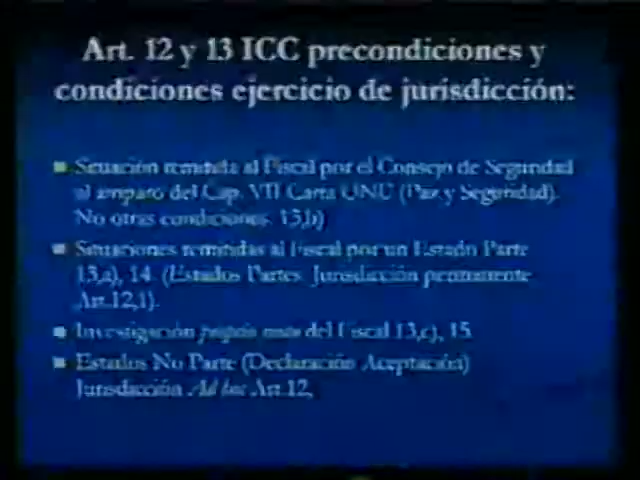 Art. 12 y 13 ICC precondiciones y
condiciones ejercicio de jurisdicción:
Situación remitida al Fiscal por el Consejo de Seguridad
al amparo del Cap. VII Carta ONU (Paz y Seguridad).
No otras condiciones. 13,b)
Situaciones remitidas al Fiscal por un Estado Parte
13,a), 14. (Estados Partes. Jurisdicción permanente
Art.12,1).
Investigación propio motu del Fiscal 13,c), 15.
Estados No Parte (Declaración Aceptación)
Jurisdicción Ad hoc Art.12,